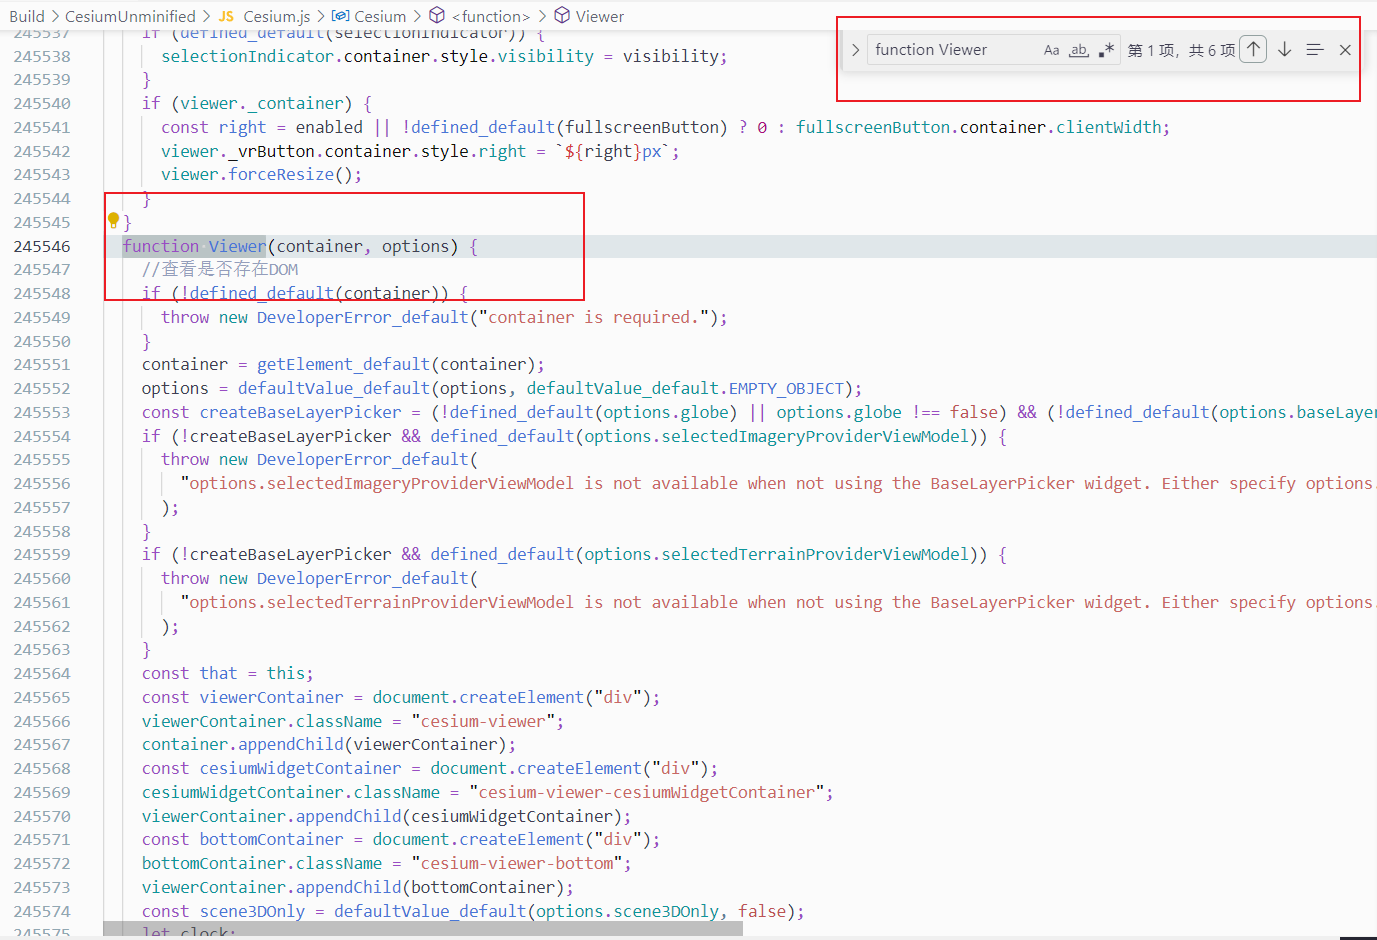 Build > CesiumUnminified > JS Cesium.js > Cesium > <function> > Viewer
function Viewer Aa ab .* 第 1 项，共 6 项
245537 if (defined_default(selectionIndicator)) {
245538 selectionIndicator.container.style.visibility = visibility;
245539 }
245540 if (viewer._container) {
245541 const right = enabled || !defined_default(fullscreenButton) ? 0 : fullscreenButton.container.clientWidth;
245542 viewer._vrButton.container.style.right = `${right}px`;
245543 viewer.forceResize();
245544 }
245545 }
245546 function Viewer(container, options) {
245547 //查看是否存在DOM
245548 if (!defined_default(container)) {
245549 throw new DeveloperError_default("container is required.");
245550 }
245551 container = getElement_default(container);
245552 options = defaultValue_default(options, defaultValue_default.EMPTY_OBJECT);
245553 const createBaseLayerPicker = (!defined_default(options.globe) || options.globe !== false) && (!defined_default(options.baseLayer
245554 if (!createBaseLayerPicker && defined_default(options.selectedImageryProviderViewModel)) {
245555 throw new DeveloperError_default(
245556 "options.selectedImageryProviderViewModel is not available when not using the BaseLayerPicker widget. Either specify options.
245557 );
245558 }
245559 if (!createBaseLayerPicker && defined_default(options.selectedTerrainProviderViewModel)) {
245560 throw new DeveloperError_default(
245561 "options.selectedTerrainProviderViewModel is not available when not using the BaseLayerPicker widget. Either specify options.
245562 );
245563 }
245564 const that = this;
245565 const viewerContainer = document.createElement("div");
245566 viewerContainer.className = "cesium-viewer";
245567 container.appendChild(viewerContainer);
245568 const cesiumWidgetContainer = document.createElement("div");
245569 cesiumWidgetContainer.className = "cesium-viewer-cesiumWidgetContainer";
245570 viewerContainer.appendChild(cesiumWidgetContainer);
245571 const bottomContainer = document.createElement("div");
245572 bottomContainer.className = "cesium-viewer-bottom";
245573 viewerContainer.appendChild(bottomContainer);
245574 const scene3DOnly = defaultValue_default(options.scene3DOnly, false);
245575 let clock;